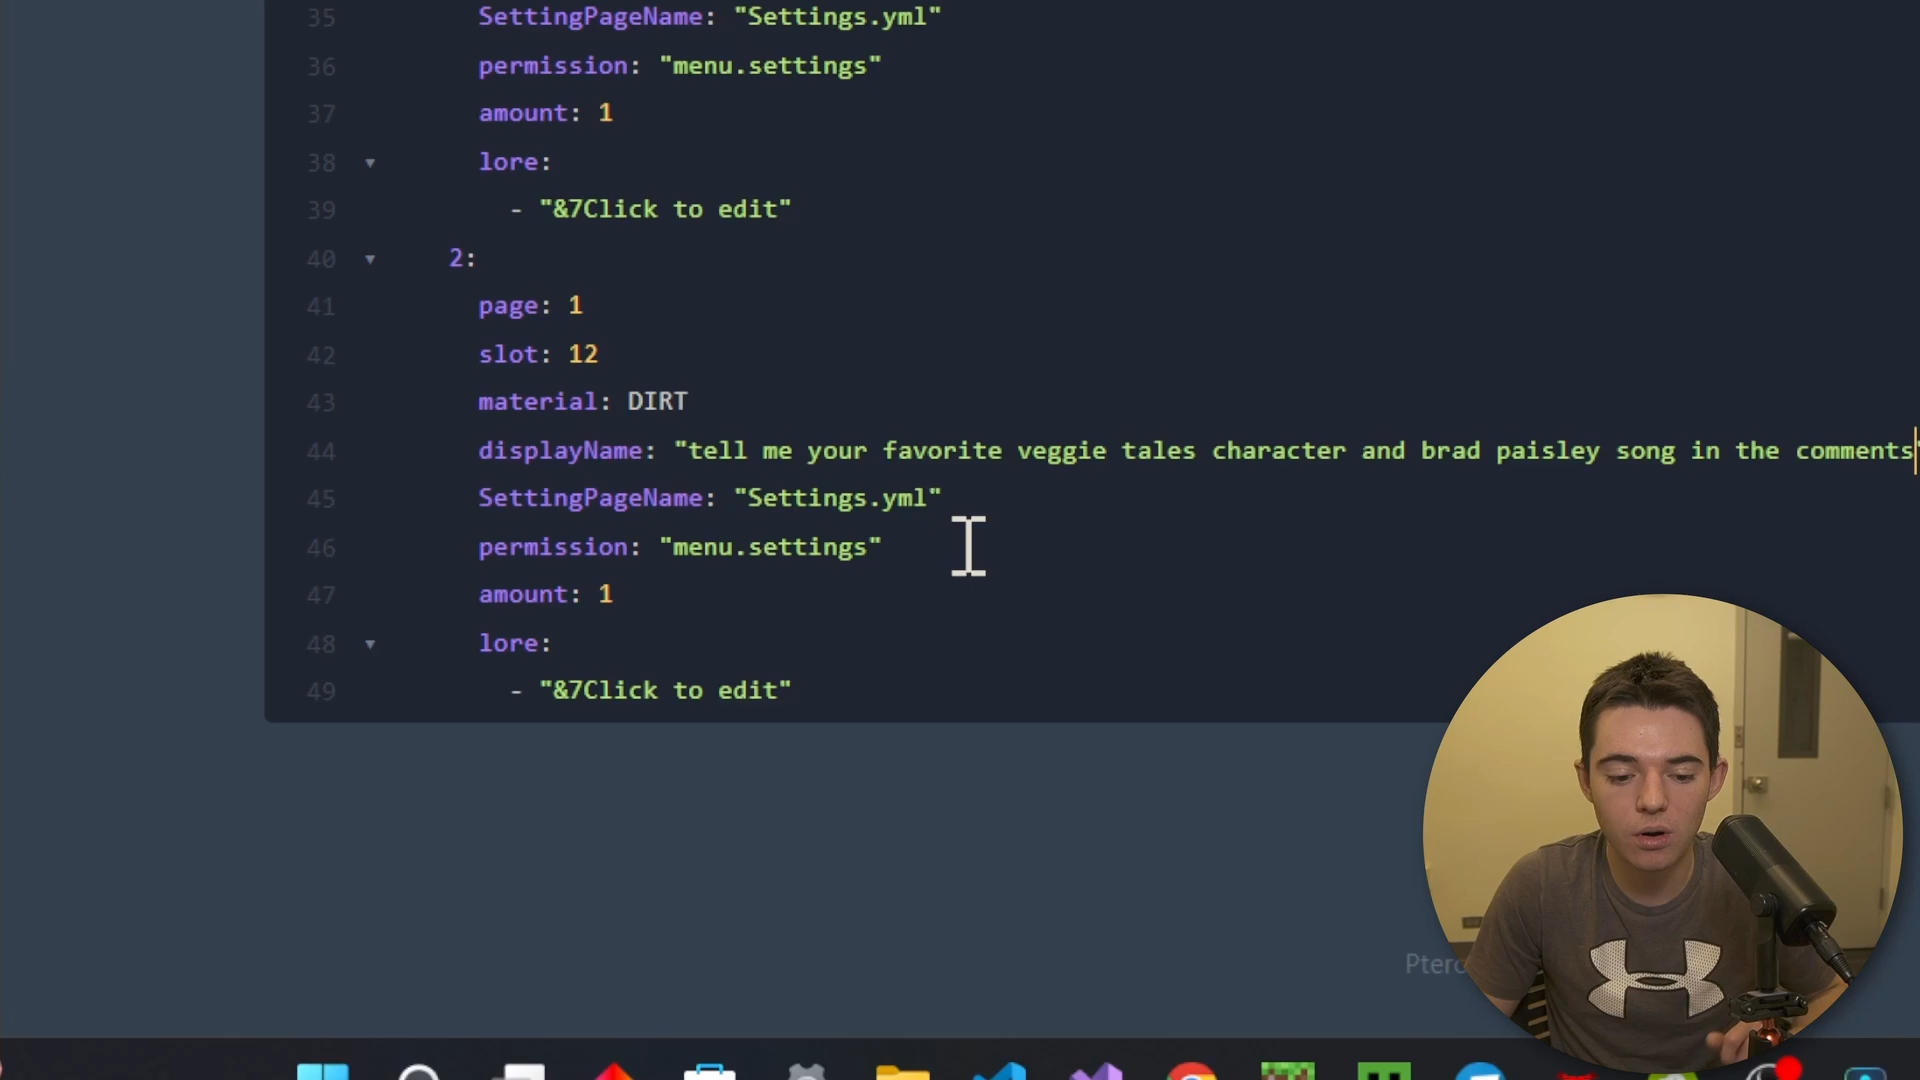 35 SettingPageName: "Settings.yml"
36 permission: "menu.settings"
37 amount: 1
38 lore:
39 - "&7Click to edit"
40 2:
41 page: 1
42 slot: 12
43 material: DIRT
44 displayName: "tell me your favorite veggie tales character and brad paisley song in the comments"
45 SettingPageName: "Settings.yml"
46 permission: "menu.settings"
47 amount: 1
48 lore:
49 - "&7Click to edit"